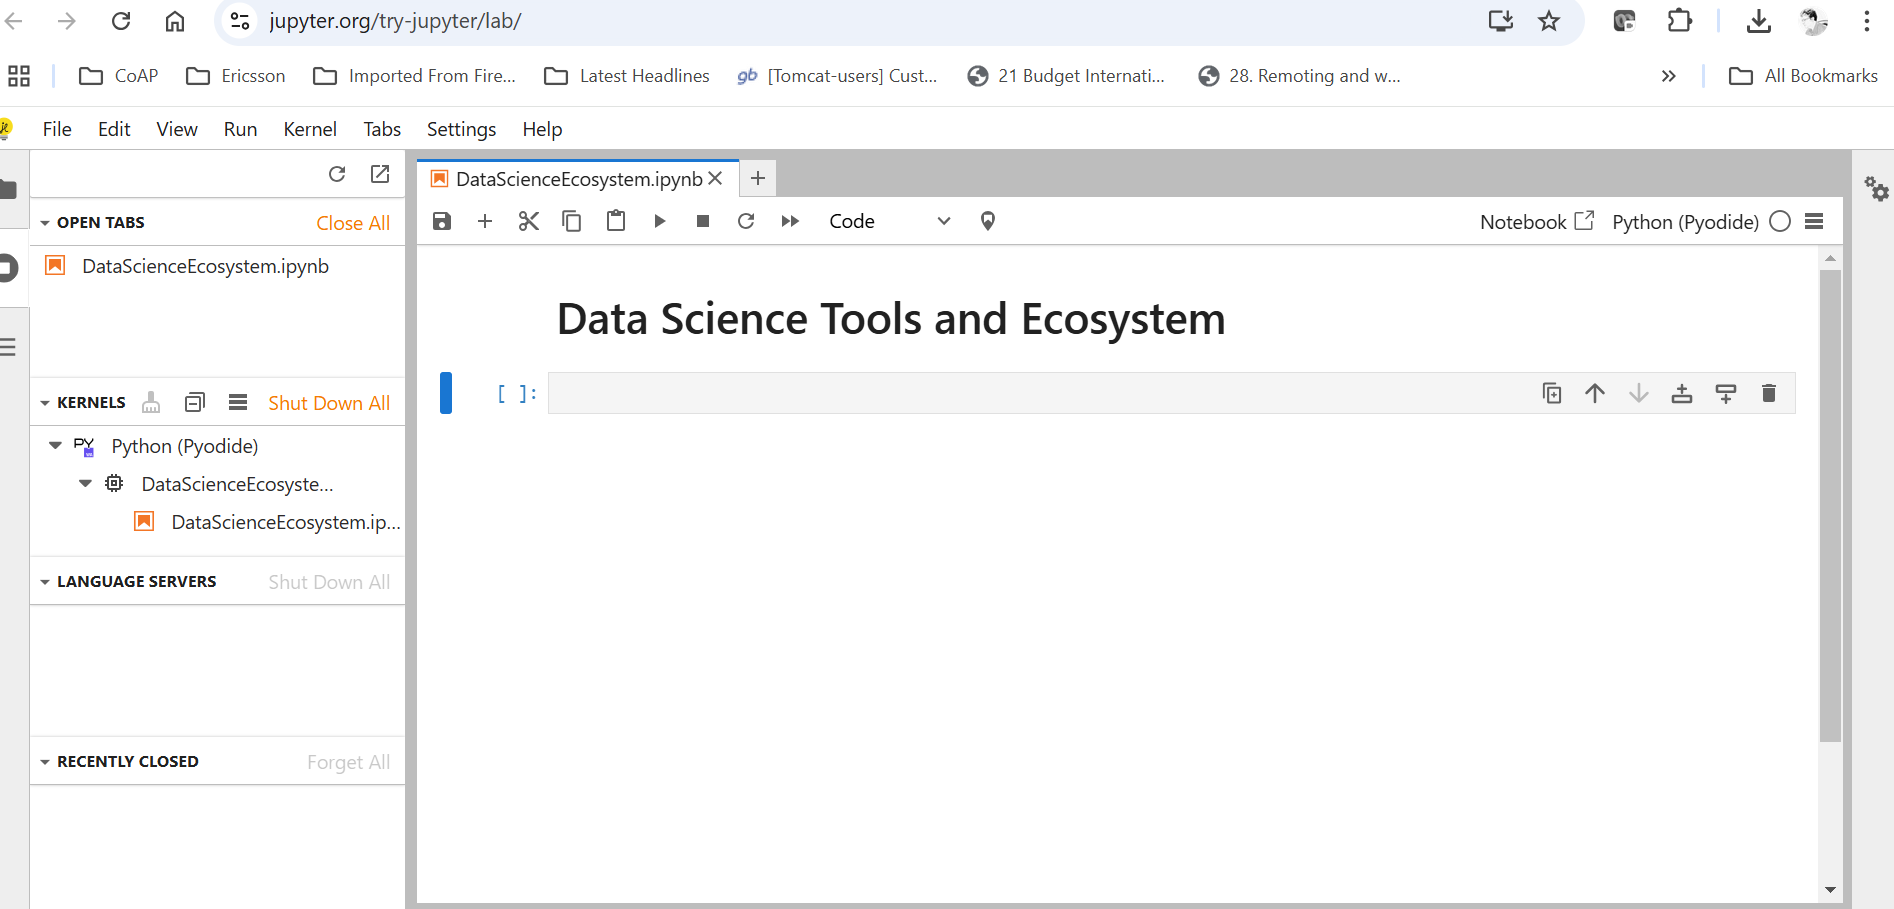 jupyter.org/try-jupyter/lab/
CoAP Ericsson Imported From Fire... Latest Headlines gb [Tomcat-users] Cust... 21 Budget Internati... 28. Remoting and w... » All Bookmarks
File Edit View Run Kernel Tabs Settings Help
DataScienceEcosystem.ipynb
OPEN TABS Close All
Code Notebook Python (Pyodide)
DataScienceEcosystem.ipynb
Data Science Tools and Ecosystem
[ ]:
KERNELS Shut Down All
PY Python (Pyodide)
DataScienceEcosyste...
DataScienceEcosystem.ip...
LANGUAGE SERVERS Shut Down All
RECENTLY CLOSED Forget All